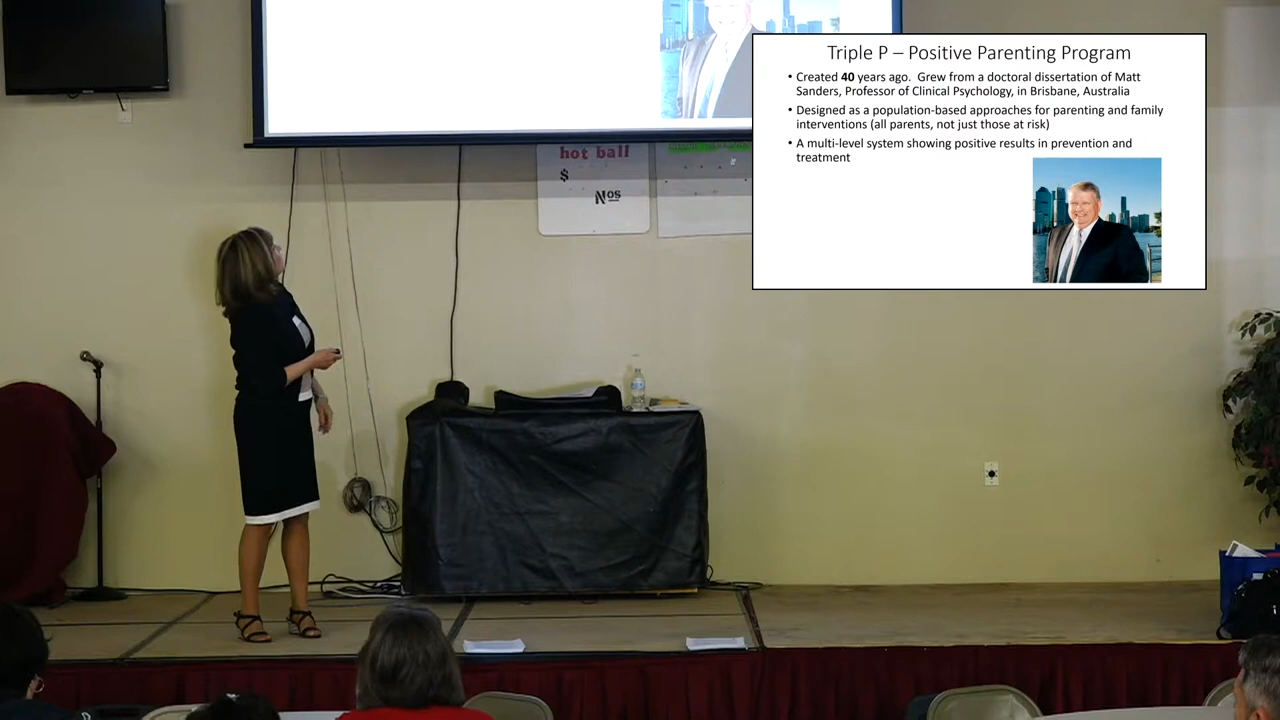 Triple P – Positive Parenting Program
• Created 40 years ago. Grew from a doctoral dissertation of Matt
Sanders, Professor of Clinical Psychology, in Brisbane, Australia
• Designed as a population-based approaches for parenting and family
interventions (all parents, not just those at risk)
• A multi-level system showing positive results in prevention and
treatment
hot ball
$
Nos